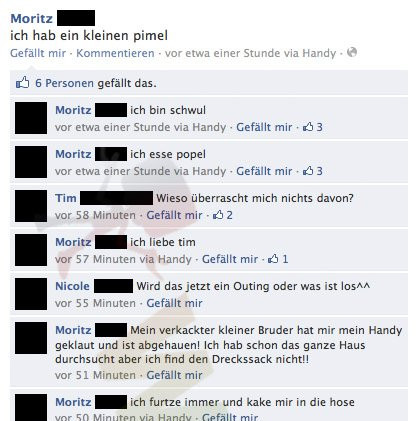 Moritz
ich hab ein kleinen pimel
Gefällt mir · Kommentieren · vor etwa einer Stunde via Handy ·
6 Personen gefällt das.
Moritz ich bin schwul
vor etwa einer Stunde via Handy · Gefällt mir · 3
Moritz ich esse popel
vor etwa einer Stunde via Handy · Gefällt mir · 3
Tim Wieso überrascht mich nichts davon?
vor 58 Minuten · Gefällt mir · 2
Moritz ich liebe tim
vor 57 Minuten via Handy · Gefällt mir · 1
Nicole Wird das jetzt ein Outing oder was ist los^^
vor 55 Minuten · Gefällt mir
Moritz Mein verkackter kleiner Bruder hat mir mein Handy
geklaut und ist abgehauen! Ich hab schon das ganze Haus
durchsucht aber ich find den Drecksack nicht!!
vor 51 Minuten · Gefällt mir
Moritz ich furtze immer und kake mir in die hose
vor 50 Minuten via Handy · Gefällt mir